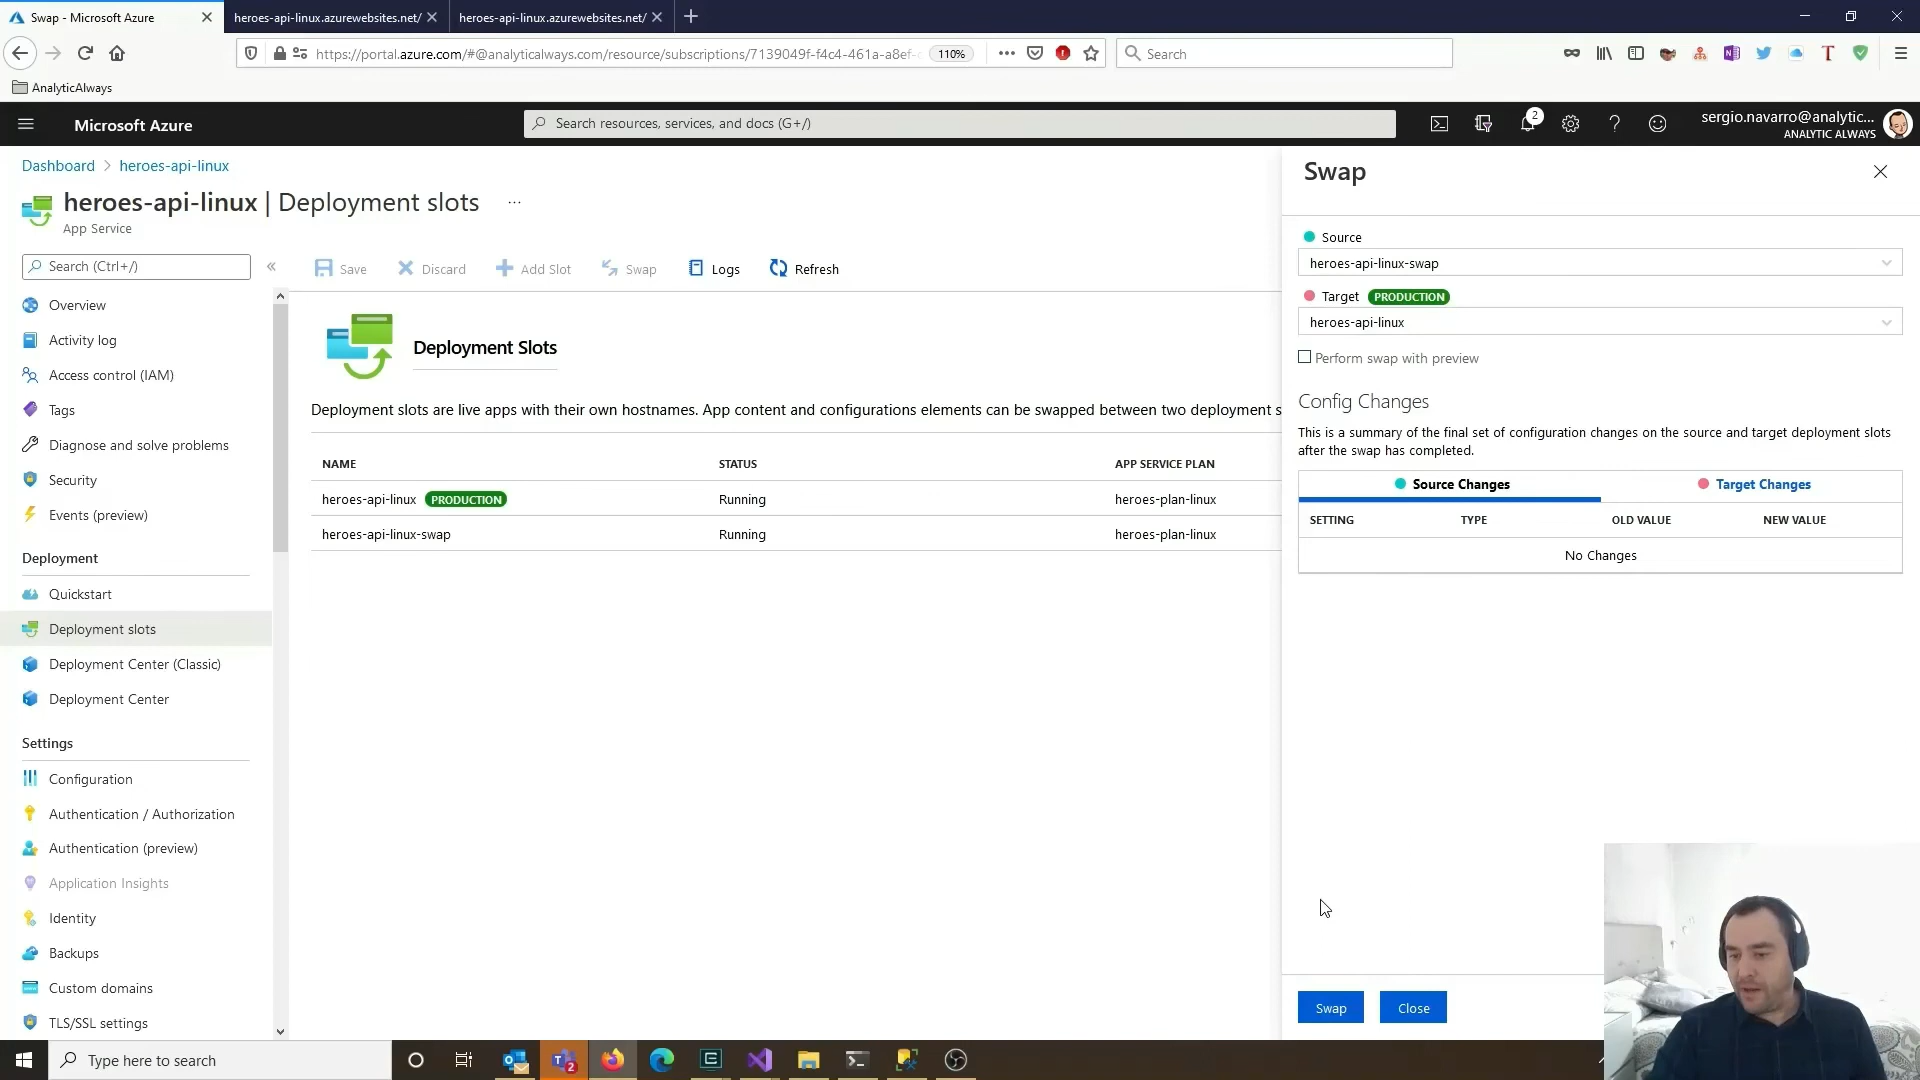 Swap - Microsoft Azure
heroes-api-linux.azurewebsites.net/
heroes-api-linux.azurewebsites.net/
https://portal.azure.com/#@analyticalways.com/resource/subscriptions/7139049f-f4c4-461a-a8ef-
110%
Search
AnalyticAlways
Microsoft Azure
Search resources, services, and docs (G+/)
2
sergio.navarro@analytic...
ANALYTIC ALWAYS
Dashboard > heroes-api-linux
heroes-api-linux | Deployment slots ...
App Service
Search (Ctrl+/)
«
Overview
Activity log
Access control (IAM)
Tags
Diagnose and solve problems
Security
Events (preview)
Deployment
Quickstart
Deployment slots
Deployment Center (Classic)
Deployment Center
Settings
Configuration
Authentication / Authorization
Authentication (preview)
Application Insights
Identity
Backups
Custom domains
TLS/SSL settings
Save Discard Add Slot Swap Logs Refresh
Deployment Slots
Deployment slots are live apps with their own hostnames. App content and configurations elements can be swapped between two deployment s
NAME STATUS APP SERVICE PLAN
heroes-api-linux PRODUCTION Running heroes-plan-linux
heroes-api-linux-swap Running heroes-plan-linux
Swap
Source
heroes-api-linux-swap
Target PRODUCTION
heroes-api-linux
Perform swap with preview
Config Changes
This is a summary of the final set of configuration changes on the source and target deployment slots
after the swap has completed.
Source Changes Target Changes
SETTING TYPE OLD VALUE NEW VALUE
No Changes
Swap Close
Type here to search
2